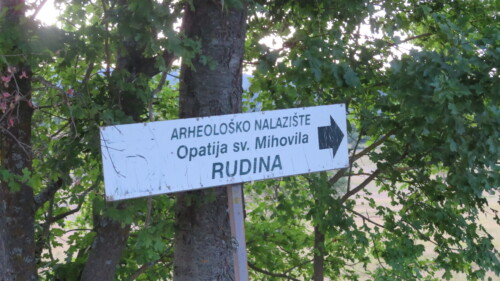 ARHEOLOŠKO NALAZIŠTE
Opatija sv. Mihovila
RUDINA